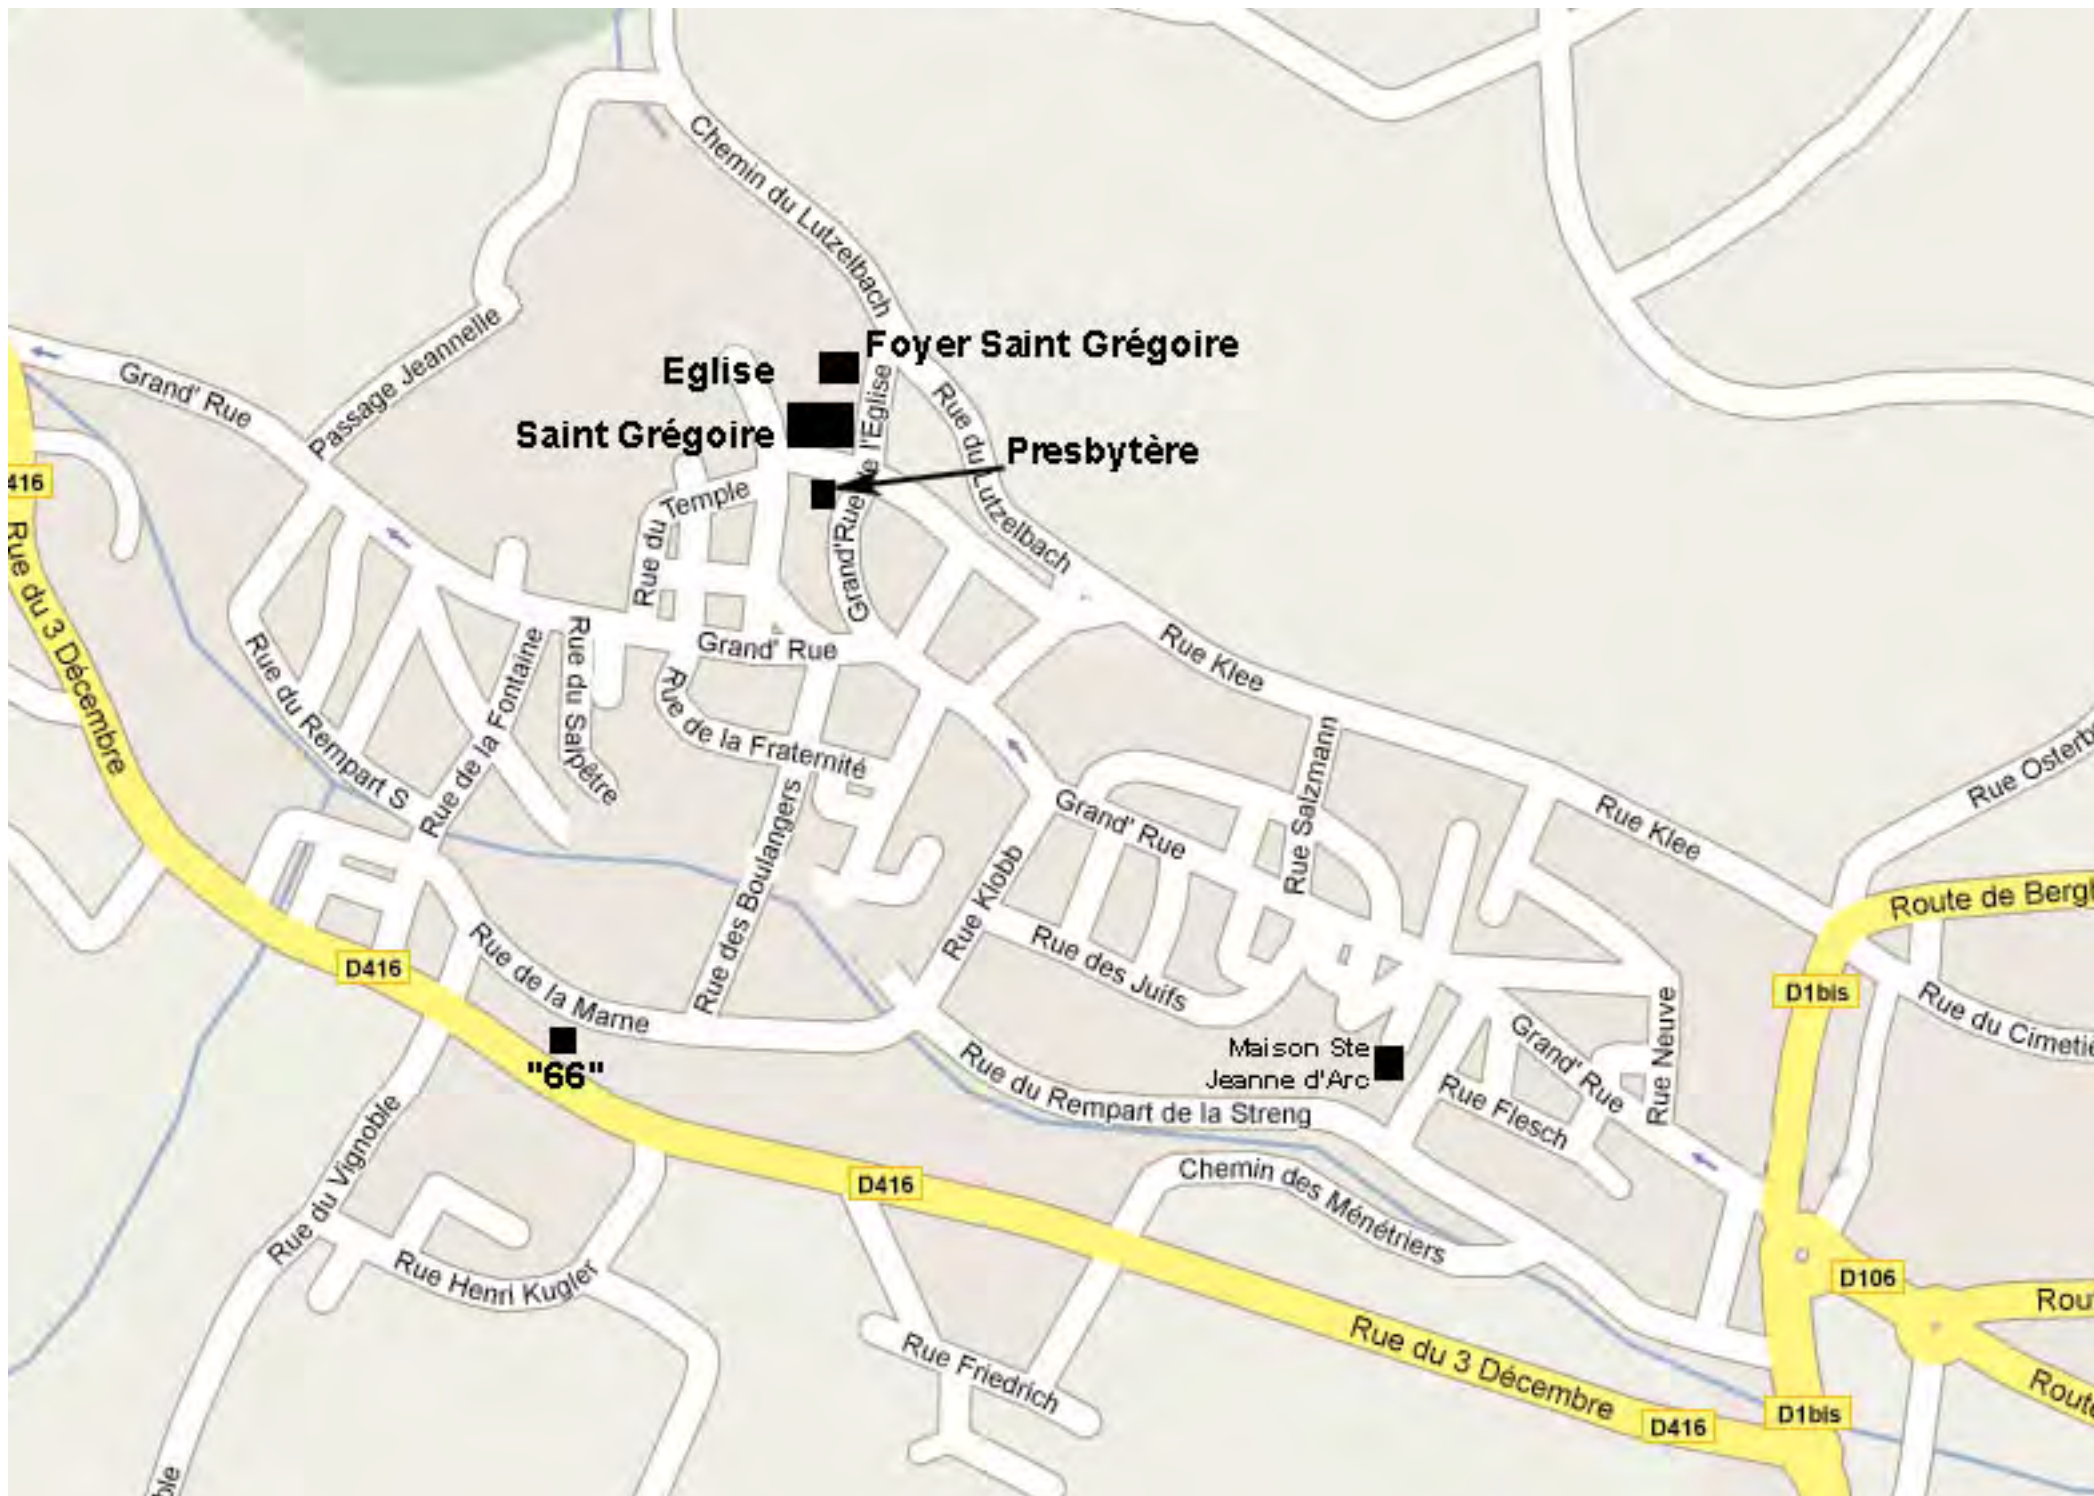 Chemin du Lutzelbach
Grand' Rue
Passage Jeannelle
Eglise
Saint Grégoire
Foyer Saint Grégoire
Presbytère
l'Eglise
Rue du Lutzelbach
416
Rue du Temple
Grand'Rue
Rue du 3 Décembre
Rue du Rempart S
Rue de la Fontaine
Rue du Salpêtre
Grand' Rue
Rue de la Fraternité
Rue Klee
Rue Salzmann
Rue Klee
Rue Osterb
Grand' Rue
Rue des Boulangers
Rue Klobb
Rue des Juifs
Route de Bergh
D416
Rue de la Marne
D1bis
Rue du Cimetiè
"66"
Maison Ste
Jeanne d'Arc
Grand' Rue
Rue Neuve
Rue Flesch
Rue du Rempart de la Streng
Rue du Vignoble
D416
Chemin des Ménétriers
Rue Henri Kugler
D106
Rou
Rue Friedrich
Rue du 3 Décembre
D416
D1bis
Route
ble